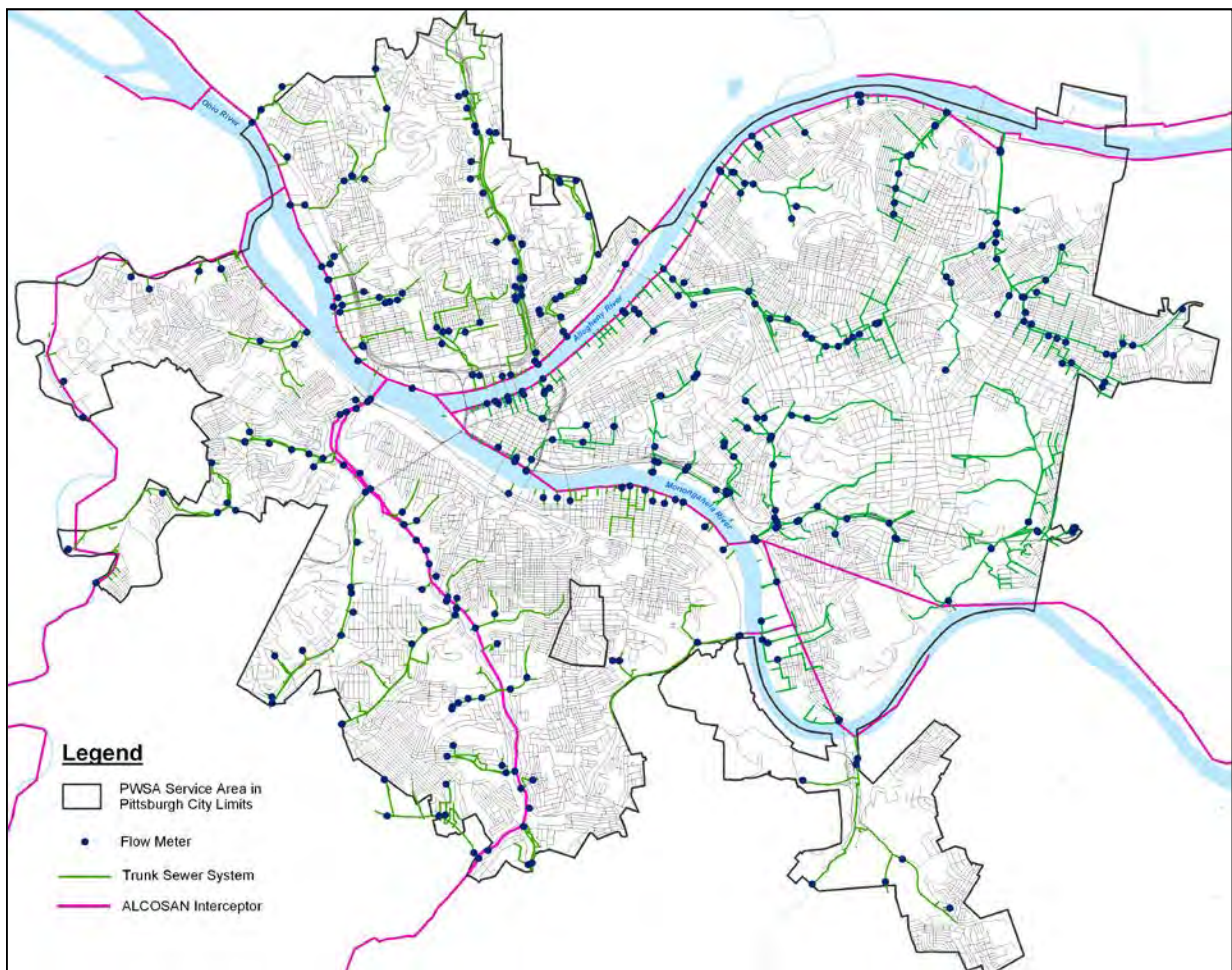 Ohio River
Allegheny River
Monongahela River
Legend
PWSA Service Area in
Pittsburgh City Limits
Flow Meter
Trunk Sewer System
ALCOSAN Interceptor